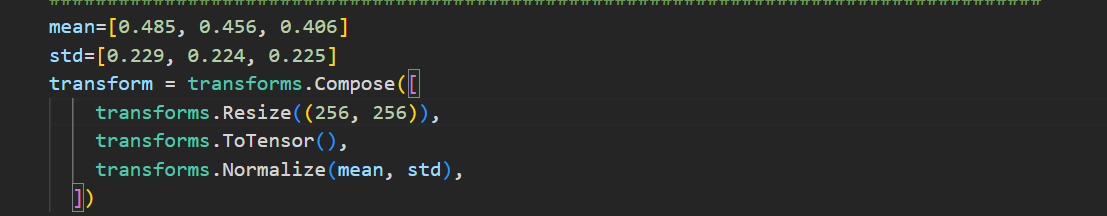 mean=[0.485, 0.456, 0.406]
std=[0.229, 0.224, 0.225]
transform = transforms.Compose([
transforms.Resize((256, 256)),
transforms.ToTensor(),
transforms.Normalize(mean, std),
])